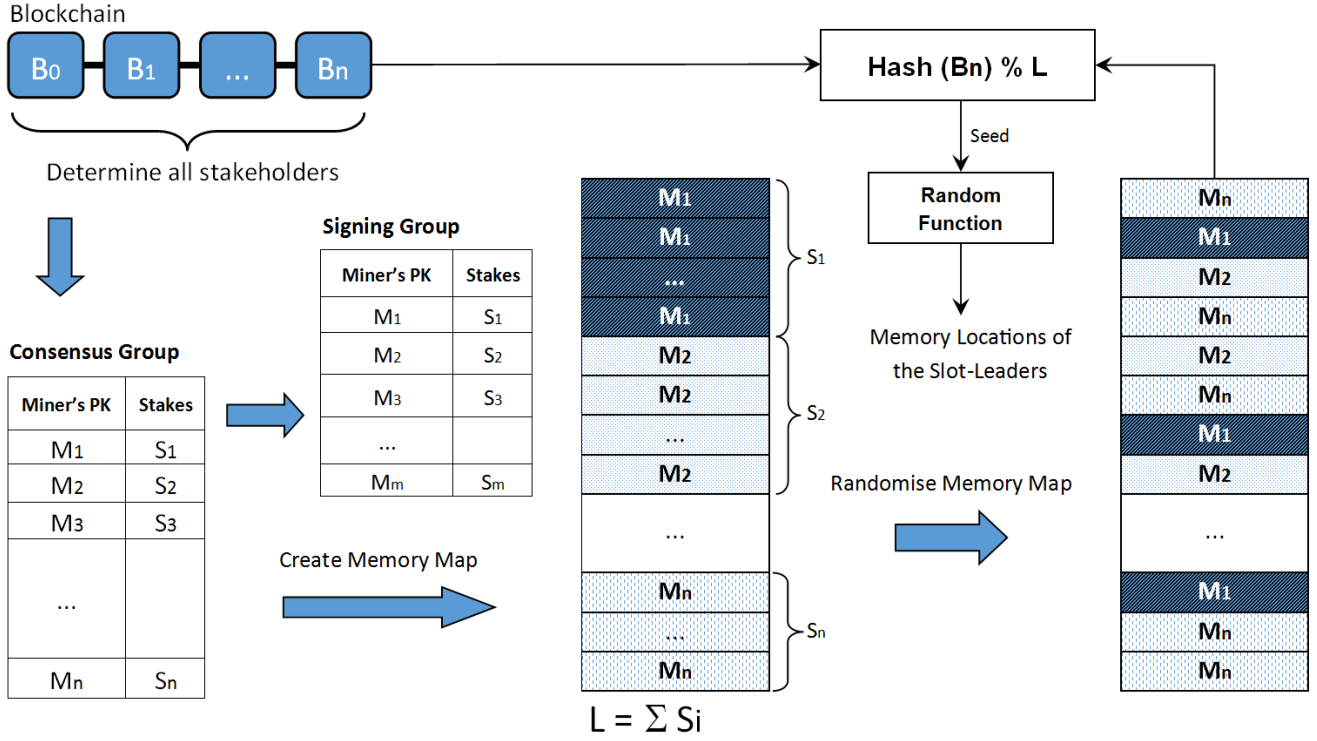 Blockchain
B0 B1 ... Bn
Determine all stakeholders
Hash (Bn) % L
Seed
Random
Function
Memory Locations of
the Slot-Leaders
Consensus Group
Miner's PK Stakes
M1 S1
M2 S2
M3 S3
...
Mn Sn
Signing Group
Miner's PK Stakes
M1 S1
M2 S2
M3 S3
...
Mm Sm
Create Memory Map
M1
M1
...
M1
S1
M2
M2
...
M2
S2
...
Mn
...
Mn
Sn
L = Σ Si
Randomise Memory Map
Mn
M1
M2
Mn
M2
Mn
M1
M2
...
M1
Mn
Mn